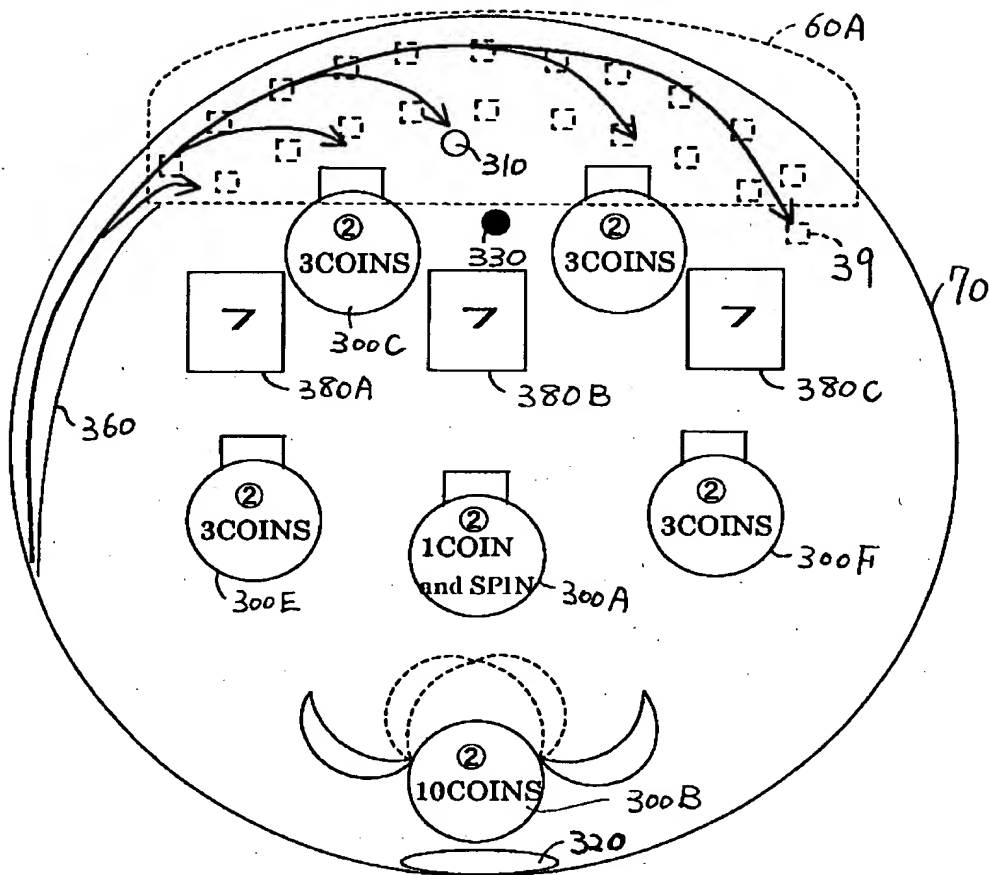 60A
310
②
3COINS
330
②
3COINS
39
70
7
7
7
300C
380A
380B
380C
360
②
3COINS
②
1COIN
and SPIN
②
3COINS
300E
300A
300F
②
10COINS
300B
320